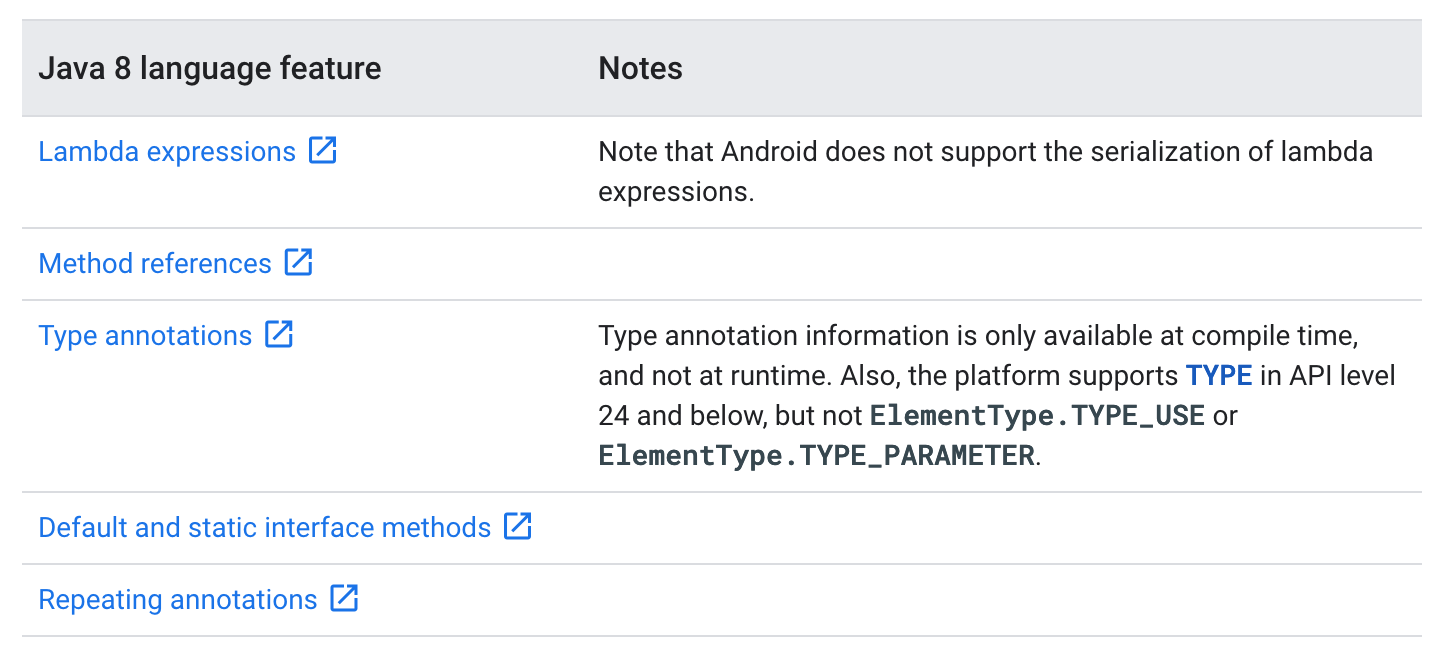 Java 8 language feature Notes
Lambda expressions Note that Android does not support the serialization of lambda
expressions.
Method references
Type annotations Type annotation information is only available at compile time,
and not at runtime. Also, the platform supports TYPE in API level
24 and below, but not ElementType.TYPE_USE or
ElementType.TYPE_PARAMETER.
Default and static interface methods
Repeating annotations